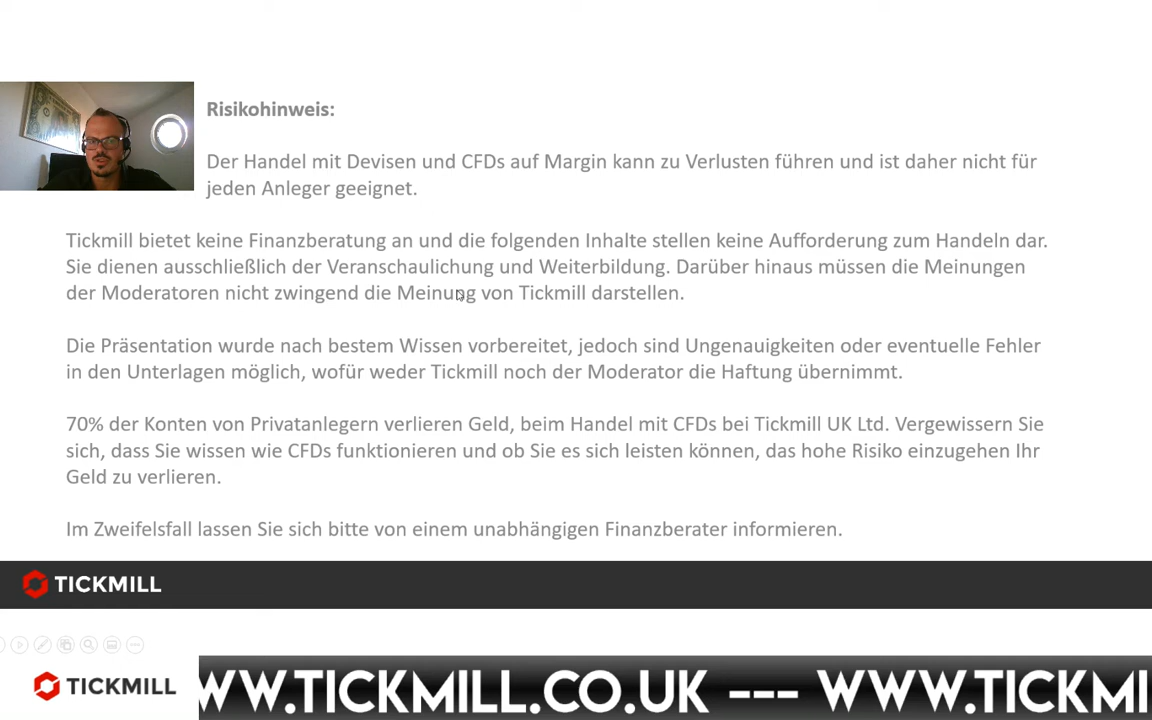 Risikohinweis:
Der Handel mit Devisen und CFDs auf Margin kann zu Verlusten führen und ist daher nicht für
jeden Anleger geeignet.
Tickmill bietet keine Finanzberatung an und die folgenden Inhalte stellen keine Aufforderung zum Handeln dar.
Sie dienen ausschließlich der Veranschaulichung und Weiterbildung. Darüber hinaus müssen die Meinungen
der Moderatoren nicht zwingend die Meinung von Tickmill darstellen.
Die Präsentation wurde nach bestem Wissen vorbereitet, jedoch sind Ungenauigkeiten oder eventuelle Fehler
in den Unterlagen möglich, wofür weder Tickmill noch der Moderator die Haftung übernimmt.
70% der Konten von Privatanlegern verlieren Geld, beim Handel mit CFDs bei Tickmill UK Ltd. Vergewissern Sie
sich, dass Sie wissen wie CFDs funktionieren und ob Sie es sich leisten können, das hohe Risiko einzugehen Ihr
Geld zu verlieren.
Im Zweifelsfall lassen Sie sich bitte von einem unabhängigen Finanzberater informieren.
TICKMILL
TICKMILL WW.TICKMILL.CO.UK --- WWW.TICKMI